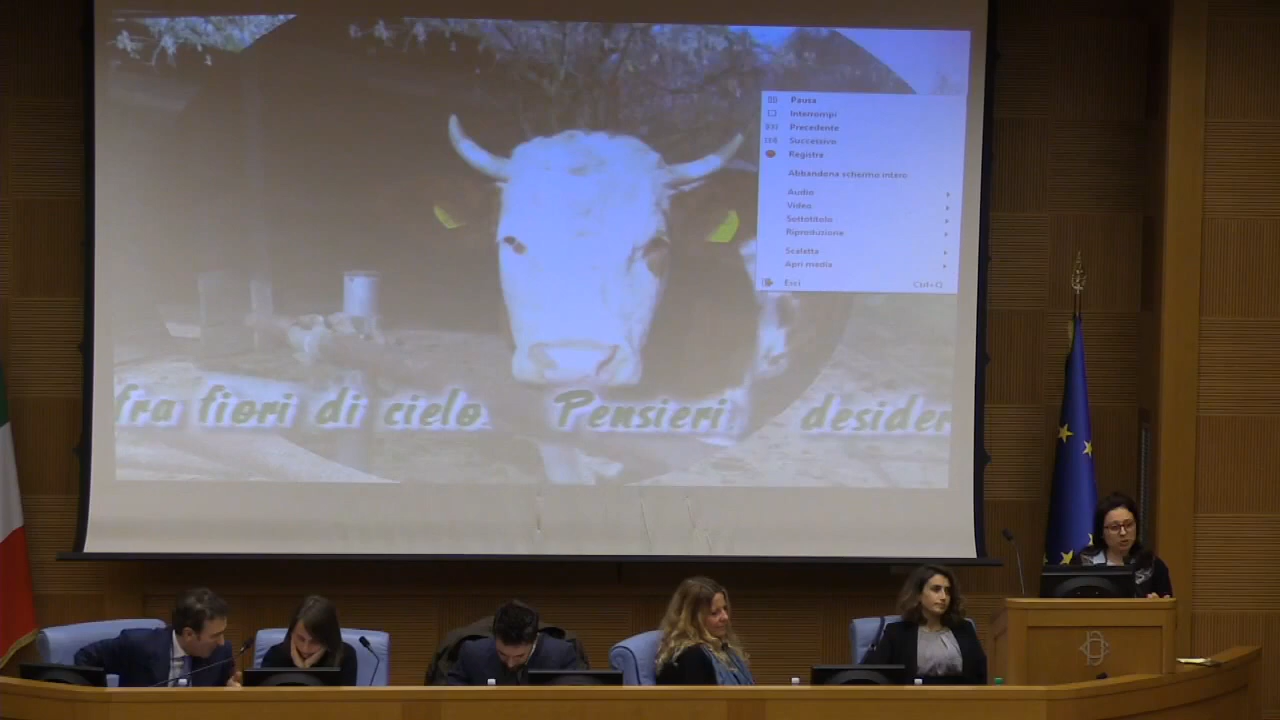 Pausa
Interrompi
Precedente
Successivo
Registra
Abbandona schermo intero
Audio
Video
Sottotitolo
Riproduzione
Scaletta
Apri media
Esci Ctrl+Q
fra fiori di cielo. Pensieri, desider